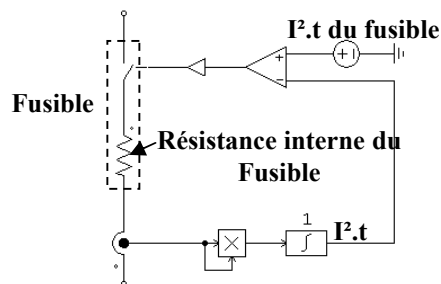 I².t du fusible
Fusible
Résistance interne du
Fusible
1
I².t